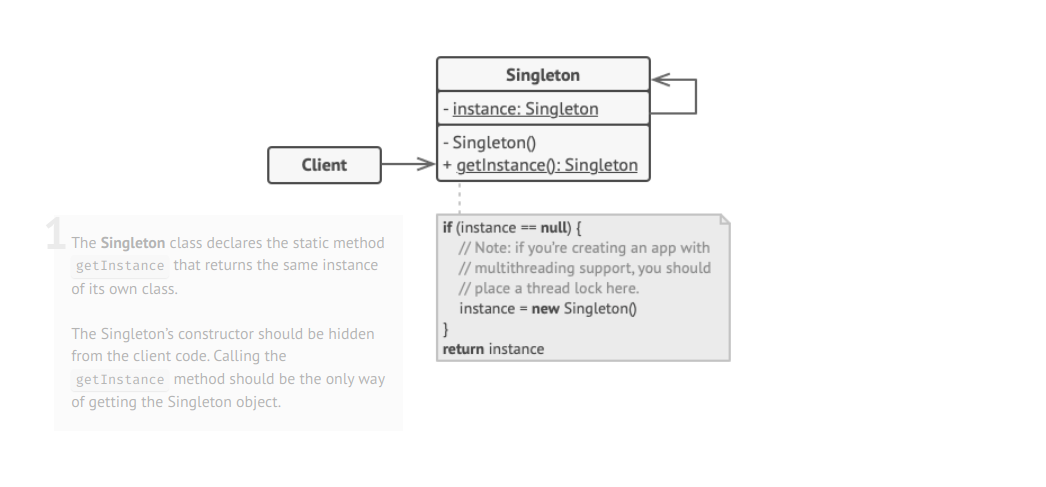 Singleton
- instance: Singleton
- Singleton()
+ getInstance(): Singleton
Client
1
The Singleton class declares the static method
getInstance that returns the same instance
of its own class.
The Singleton's constructor should be hidden
from the client code. Calling the
getInstance method should be the only way
of getting the Singleton object.
if (instance == null) {
// Note: if you're creating an app with
// multithreading support, you should
// place a thread lock here.
instance = new Singleton()
}
return instance